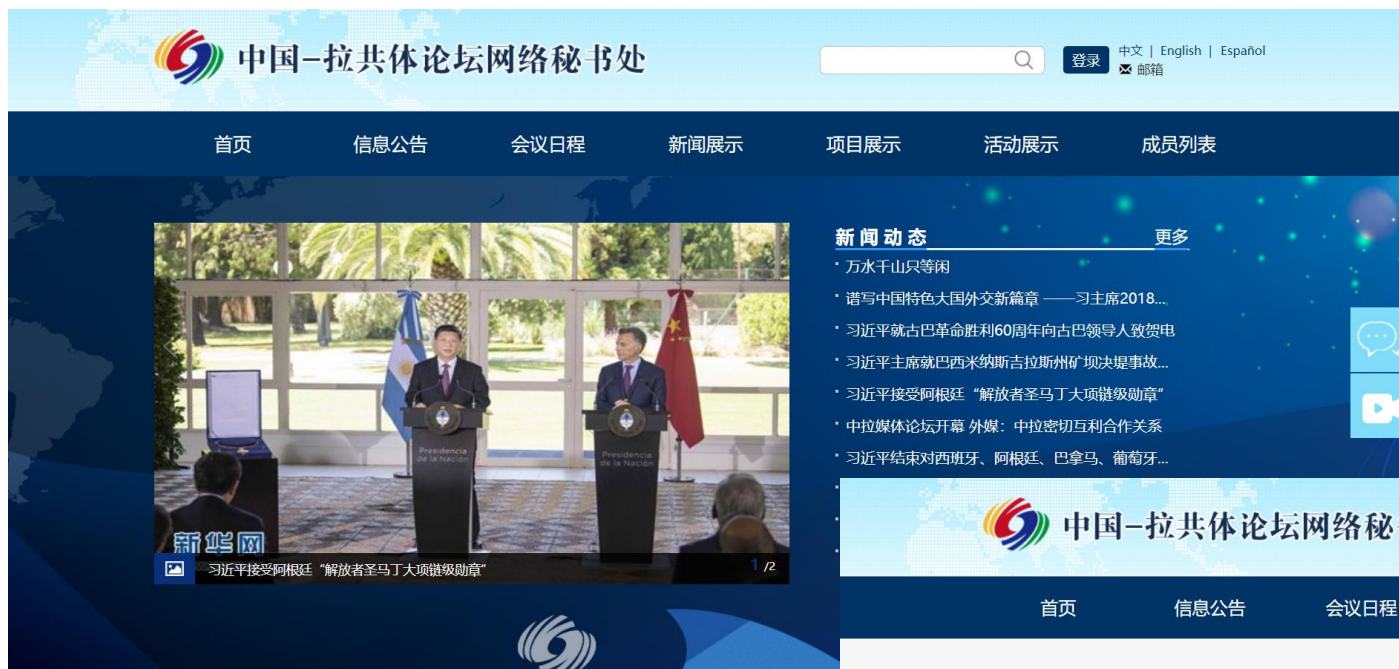 中国-拉共体论坛网络秘书处
登录
中文 | English | Español
邮箱
首页 信息公告 会议日程 新闻展示 项目展示 活动展示 成员列表
新闻动态 更多
万水千山只等闲
谱写中国特色大国外交新篇章 ——习主席2018...
习近平就古巴革命胜利60周年向古巴领导人致贺电
习近平主席就巴西米纳斯吉拉斯州矿坝决堤事故...
习近平接受阿根廷“解放者圣马丁大项链级勋章”
中拉媒体论坛开幕 外媒：中拉密切互利合作关系
习近平结束对西班牙、阿根廷、巴拿马、葡萄牙...
Presidencia
de la Nación
Presidencia
de la Nación
新华网
习近平接受阿根廷“解放者圣马丁大项链级勋章”
1 /2
中国-拉共体论坛网络秘
首页 信息公告 会议日程